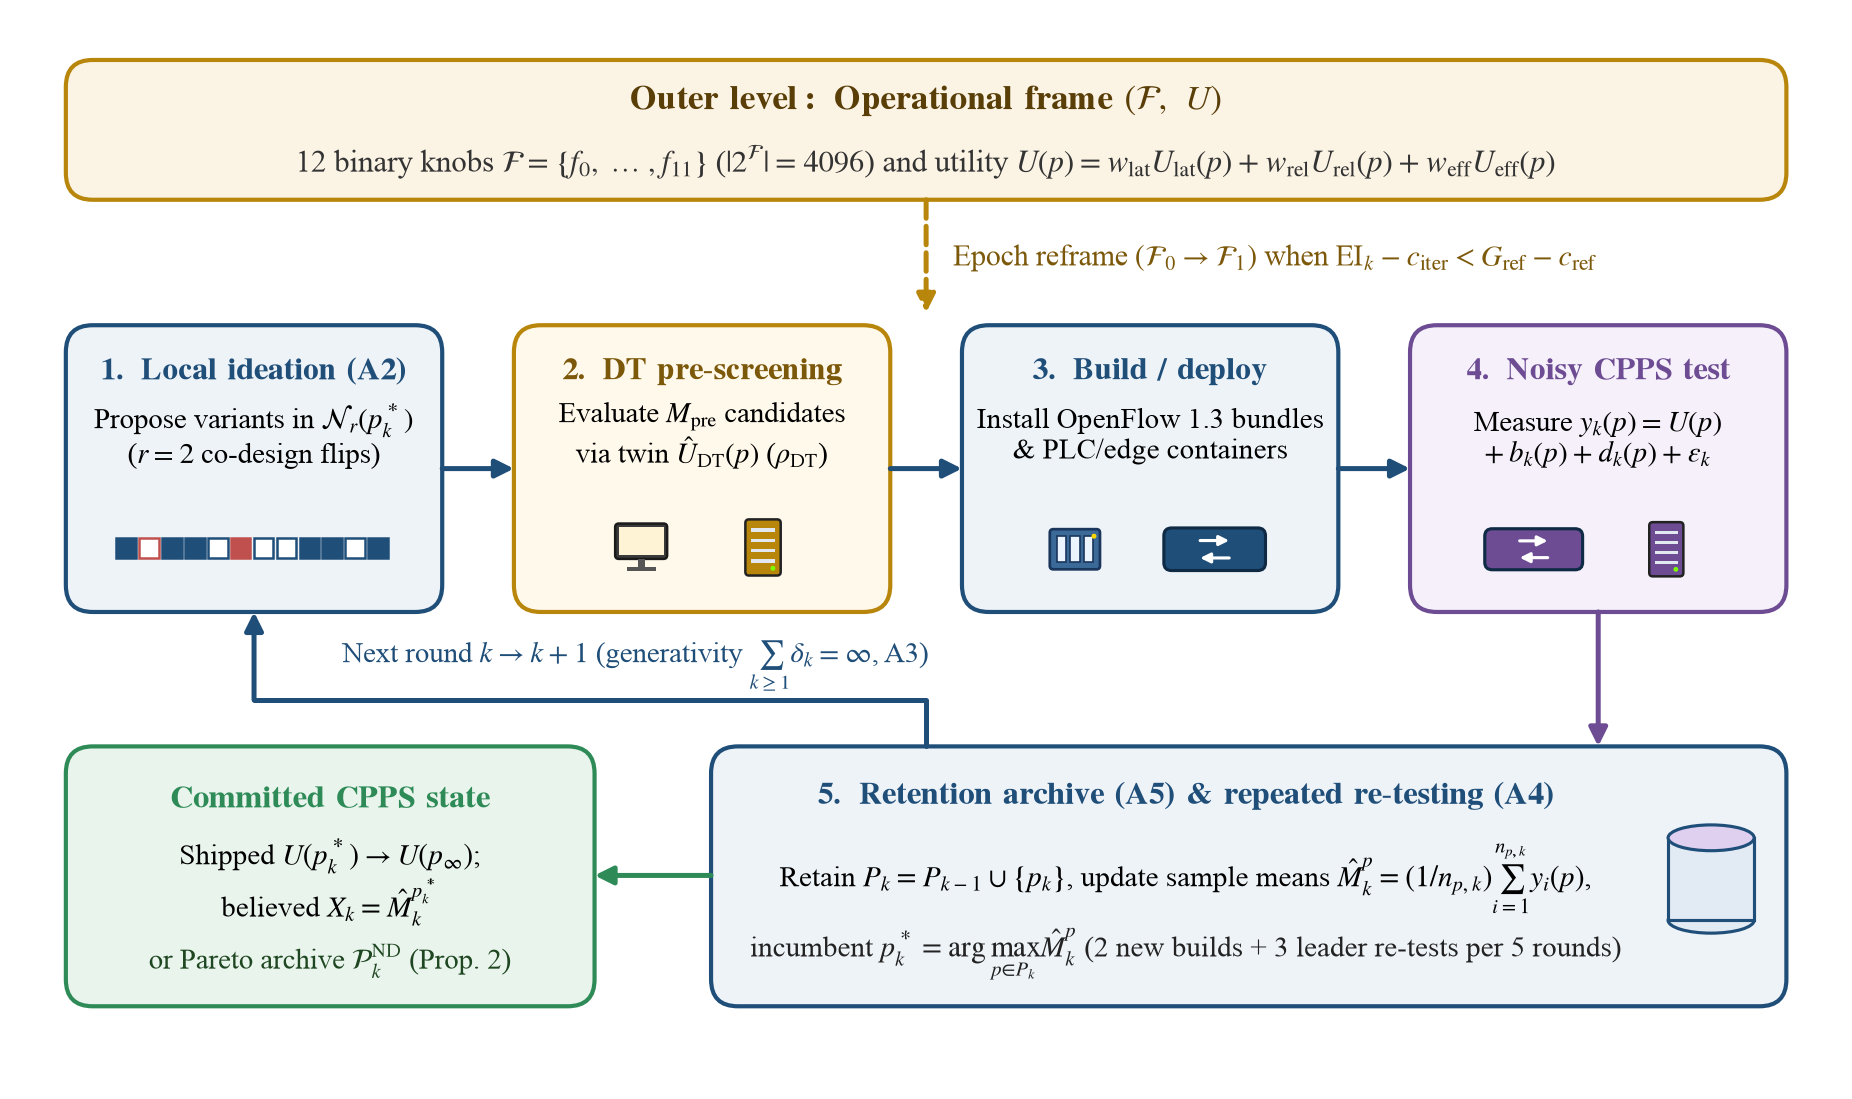 Outer level: Operational frame (ℱ, U)
12 binary knobs ℱ = {f₀, … , f₁₁} (|2^ℱ| = 4096) and utility U(p) = w_lat U_lat(p) + w_rel U_rel(p) + w_eff U_eff(p)
Epoch reframe (ℱ₀ → ℱ₁) when EI_k − c_iter < G_ref − c_ref
1. Local ideation (A2)
Propose variants in 𝒩_r(p_k^*)
(r = 2 co-design flips)
2. DT pre-screening
Evaluate M_pre candidates
via twin Û_DT(p) (ρ_DT)
3. Build / deploy
Install OpenFlow 1.3 bundles
& PLC/edge containers
4. Noisy CPPS test
Measure y_k(p) = U(p)
+ b_k(p) + d_k(p) + ε_k
Next round k → k + 1 (generativity ∑_{k ≥ 1} δ_k = ∞, A3)
Committed CPPS state
Shipped U(p_k^*) → U(p_∞);
believed X_k = M̂_k^{p_k^*}
or Pareto archive 𝒫_k^ND (Prop. 2)
5. Retention archive (A5) & repeated re-testing (A4)
Retain P_k = P_{k−1} ∪ {p_k}, update sample means M̂_k^p = (1/n_{p,k}) ∑_{i=1}^{n_{p,k}} y_i(p),
incumbent p_k^* = arg max_{p∈P_k} M̂_k^p (2 new builds + 3 leader re-tests per 5 rounds)